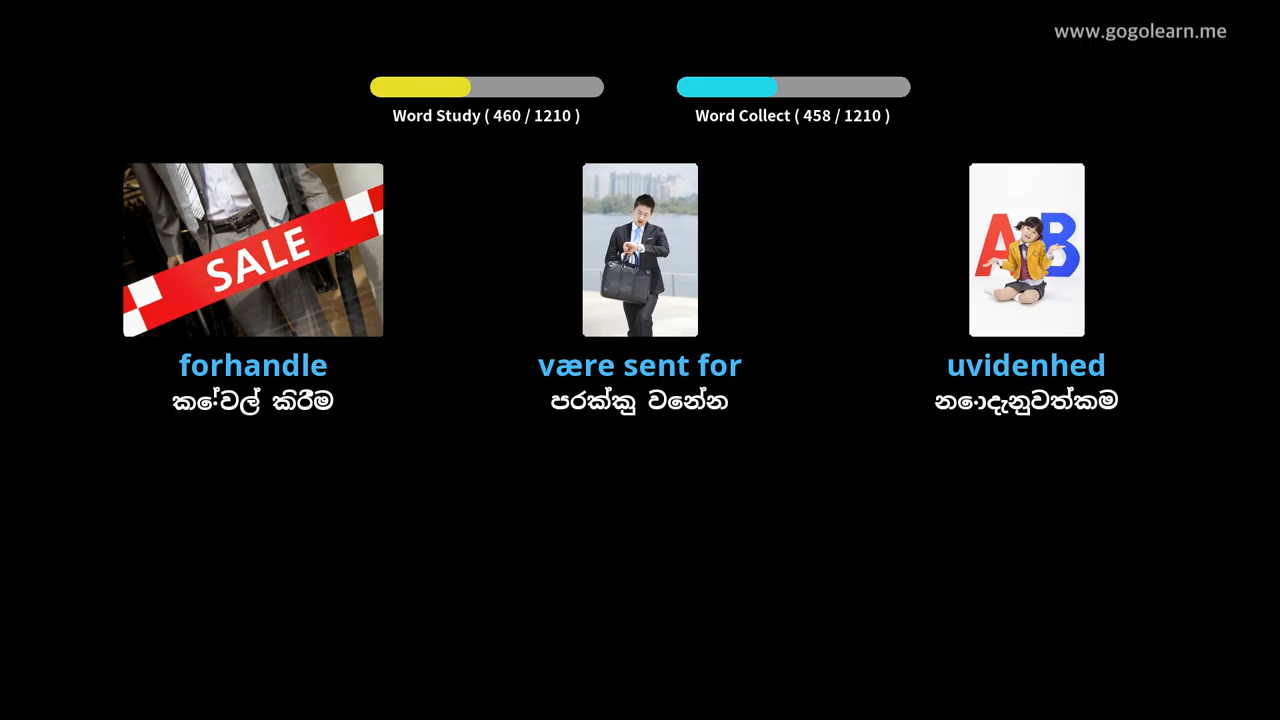 www.gogolearn.me
Word Study ( 460 / 1210 )
Word Collect ( 458 / 1210 )
SALE
A B
forhandle
være sent for
uvidenhed
කේවල් කිරීම
පරක්කු වනේන
නොදැනුවත්කම